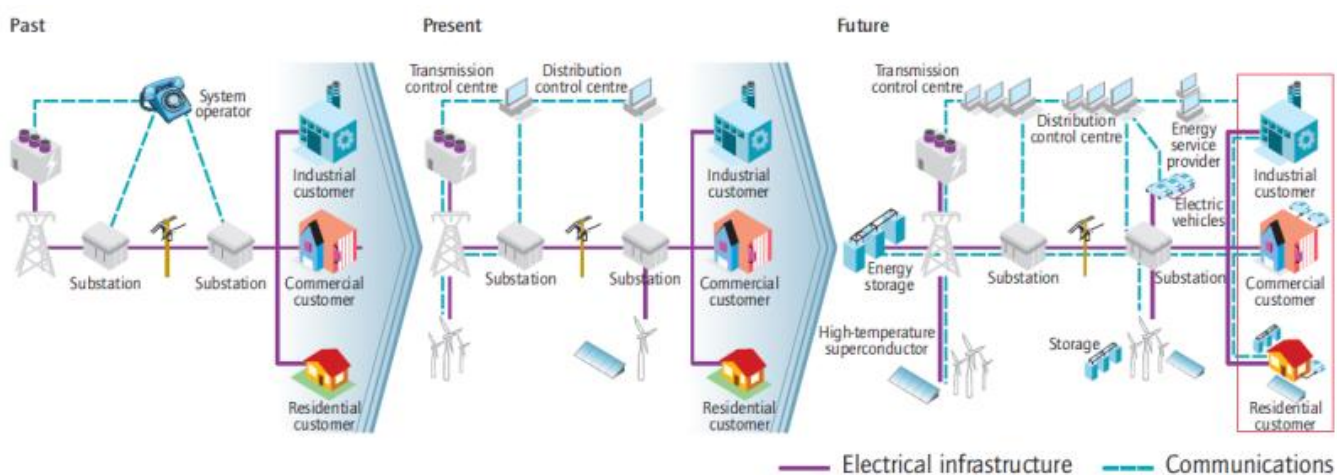 Past
System
operator
Substation
Substation
Industrial
customer
Commercial
customer
Residential
customer
Present
Transmission
control centre
Distribution
control centre
Substation
Substation
Industrial
customer
Commercial
customer
Residential
customer
Future
Transmission
control centre
Distribution
control centre
Energy
service
provider
Electric
vehicles
Energy
storage
Substation
Substation
High-temperature
superconductor
Storage
Industrial
customer
Commercial
customer
Residential
customer
Electrical infrastructure
Communications